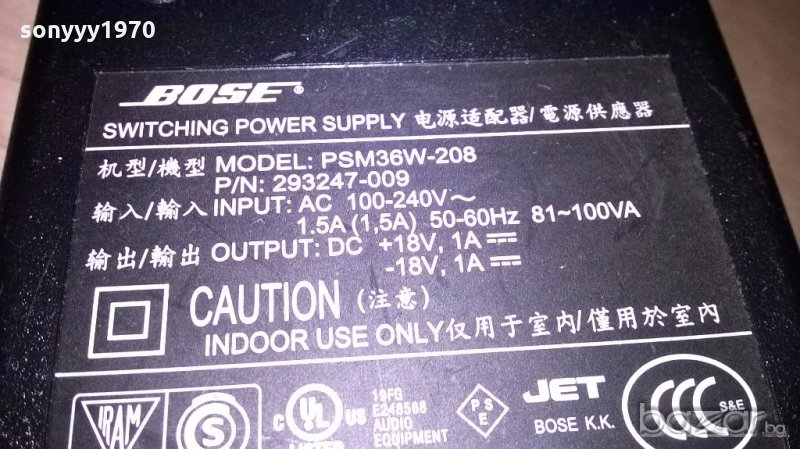 sonyyy1970
BOSE®
SWITCHING POWER SUPPLY 电源适配器/電源供應器
机型/機型 MODEL: PSM36W-208
P/N: 293247-009
输入/輸入 INPUT: AC 100-240V~
1.5A (1,5A) 50-60Hz 81~100VA
输出/輸出 OUTPUT: DC +18V, 1A⎓
-18V, 1A⎓
CAUTION (注意)
INDOOR USE ONLY 仅用于室内/僅用於室內
IRAM S C UL US 19FG PSE JET CCC S&E
E248588
AUDIO BOSE K.K.
LISTED EQUIPMENT
bazar.bg